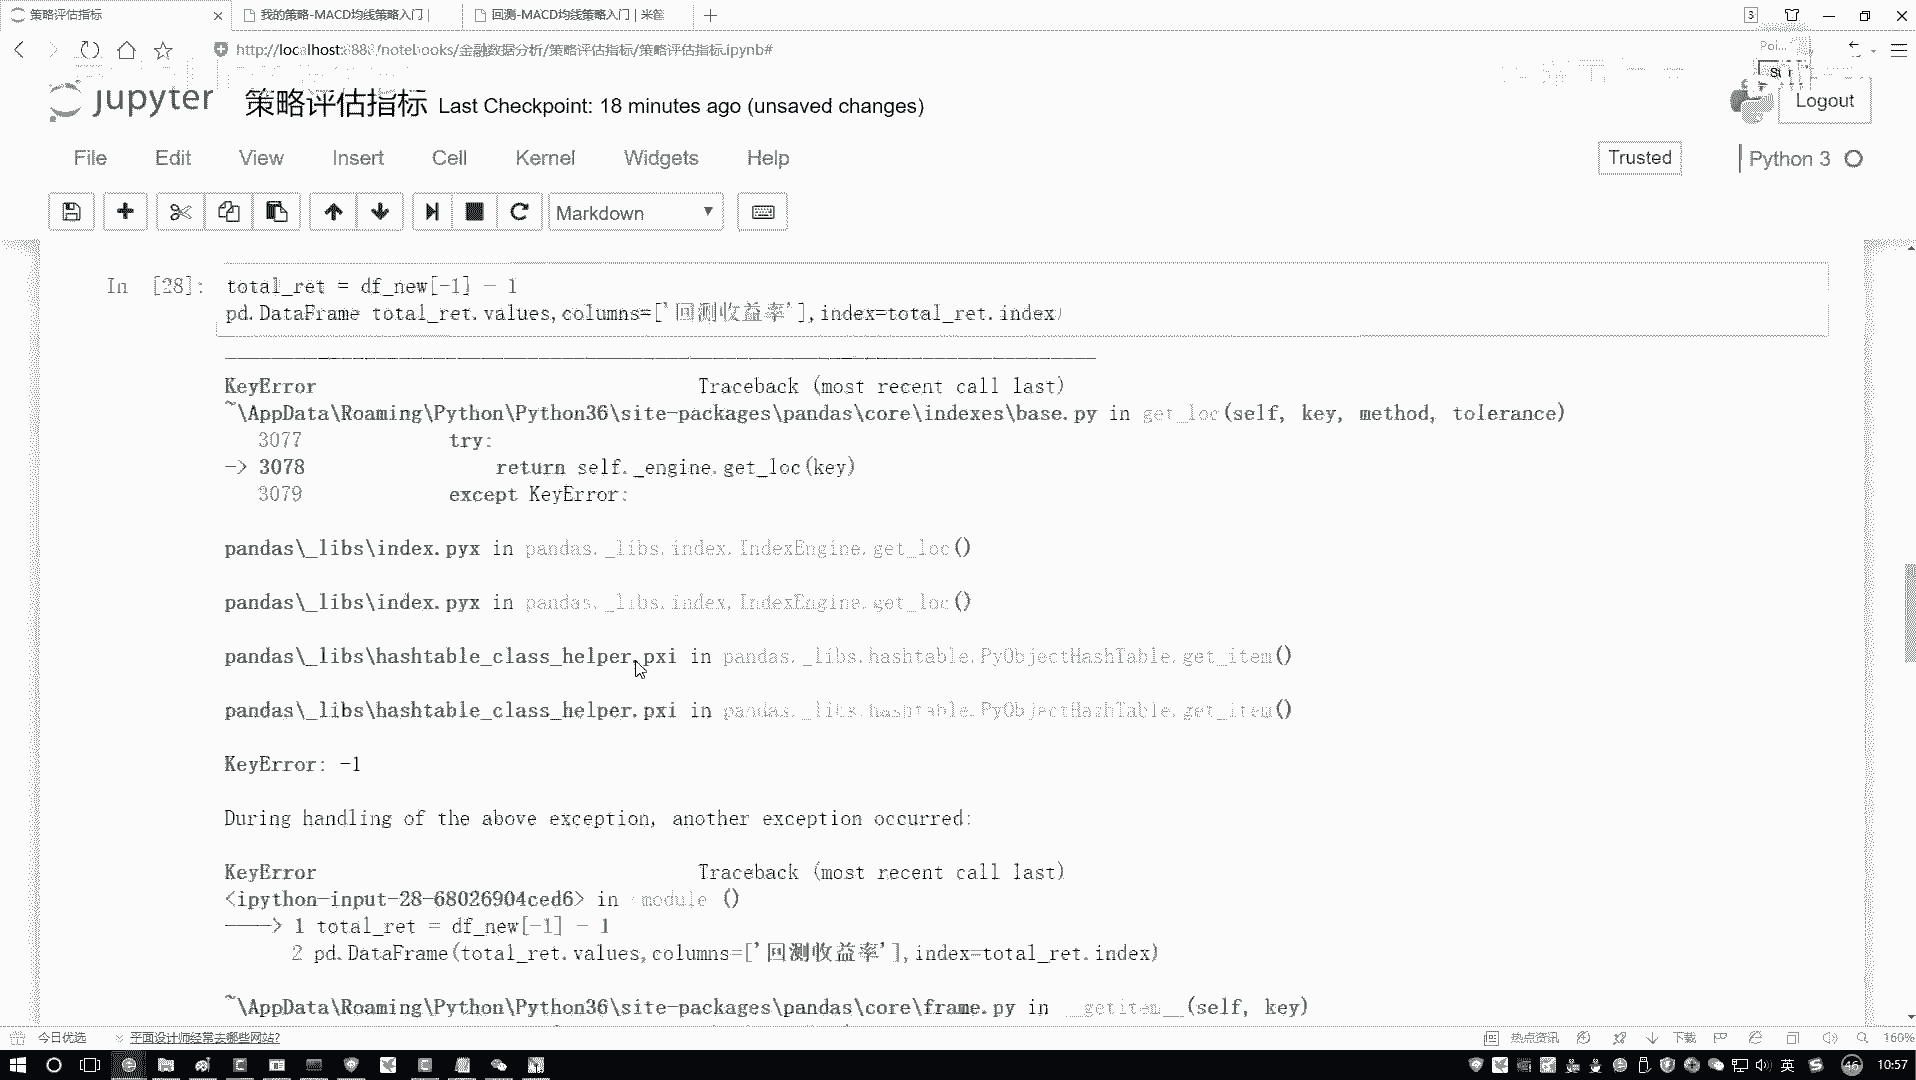 策略评估指标
我的策略-MACD均线策略入门 |
回测-MACD均线策略入门 | 米筐
3
http://localhost:888/notebooks/金融数据分析/策略评估指标/策略评估指标.ipynb#
jupyter 策略评估指标 Last Checkpoint: 18 minutes ago (unsaved changes)
Logout
File Edit View Insert Cell Kernel Widgets Help
Trusted
Python 3
Markdown
In [28]:
total_ret = df_new[-1] - 1
pd.DataFrame total_ret.values,columns=['回测收益率'],index=total_ret.index)
KeyError Traceback (most recent call last)
~\AppData\Roaming\Python\Python36\site-packages\pandas\core\indexes\base.py in get_loc(self, key, method, tolerance)
3077 try:
-> 3078 return self._engine.get_loc(key)
3079 except KeyError:
pandas\_libs\index.pyx in pandas._libs.index.IndexEngine.get_loc()
pandas\_libs\index.pyx in pandas._libs.index.IndexEngine.get_loc()
pandas\_libs\hashtable_class_helper.pxi in pandas._libs.hashtable.PyObjectHashTable.get_item()
pandas\_libs\hashtable_class_helper.pxi in pandas._libs.hashtable.PyObjectHashTable.get_item()
KeyError: -1
During handling of the above exception, another exception occurred:
KeyError Traceback (most recent call last)
<ipython-input-28-68026904ced6> in module ()
----> 1 total_ret = df_new[-1] - 1
2 pd.DataFrame(total_ret.values,columns=['回测收益率'],index=total_ret.index)
~\AppData\Roaming\Python\Python36\site-packages\pandas\core\frame.py in __getitem__(self, key)
今日优选
平面设计师经常去哪些网站?
热点资讯
下载
160%
英
46
10:57